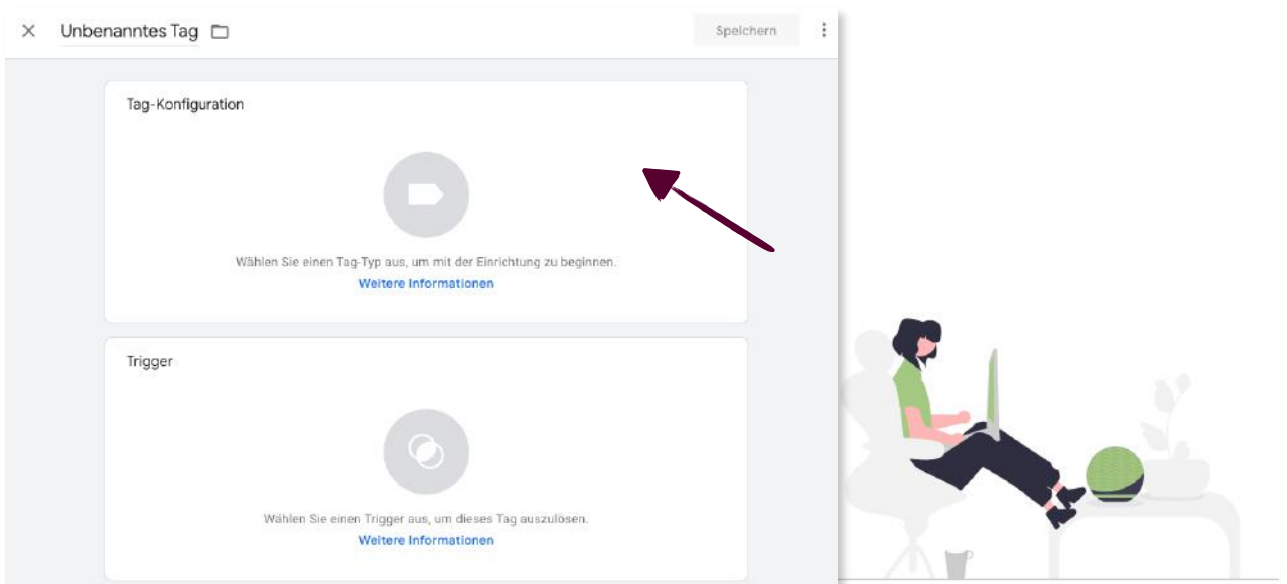 Unbenanntes Tag
Speichern
Tag-Konfiguration
Wählen Sie einen Tag-Typ aus, um mit der Einrichtung zu beginnen.
Weitere Informationen
Trigger
Wählen Sie einen Trigger aus, um dieses Tag auszulösen.
Weitere Informationen